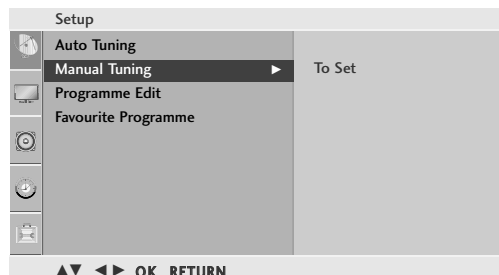 Setup
Auto Tuning
Manual Tuning ► To Set
Programme Edit
Favourite Programme
▲▼ ◄► OK RETURN